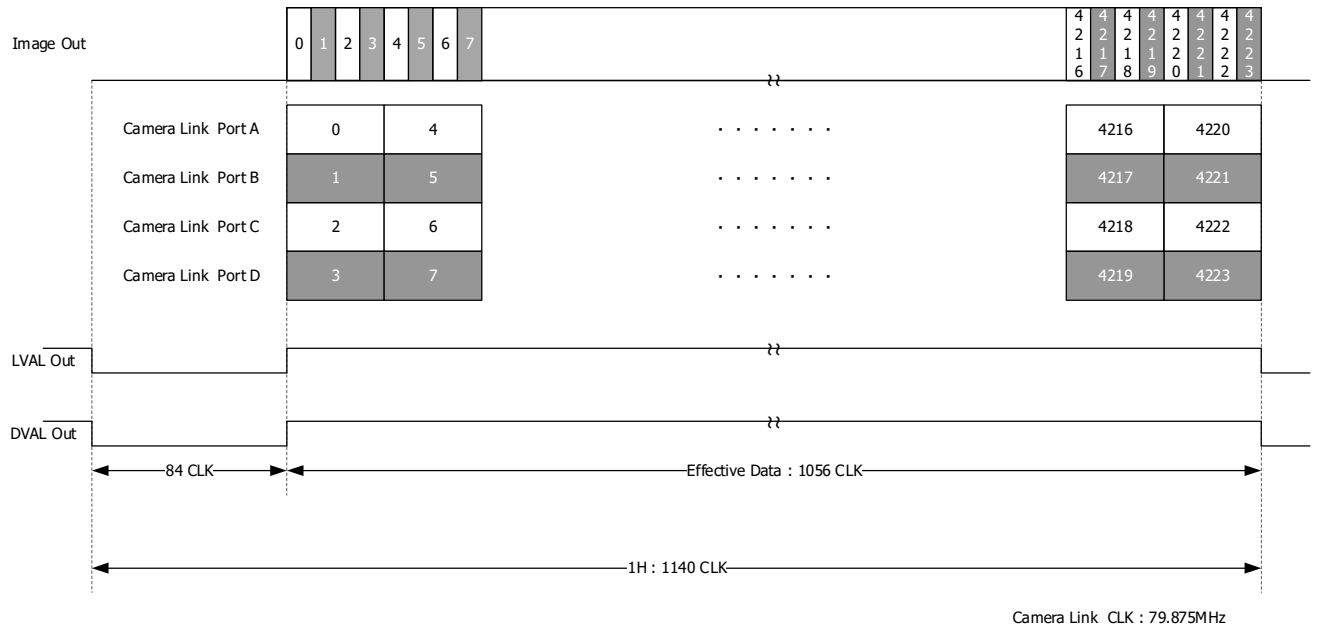 Image Out
0 1 2 3 4 5 6 7
4216 4217 4218 4219 4220 4221 4222 4223
Camera Link Port A
0 4
. . . . . . .
4216 4220
Camera Link Port B
1 5
. . . . . . .
4217 4221
Camera Link Port C
2 6
. . . . . . .
4218 4222
Camera Link Port D
3 7
. . . . . . .
4219 4223
LVAL Out
DVAL Out
84 CLK
Effective Data : 1056 CLK
1H : 1140 CLK
Camera Link CLK : 79.875MHz